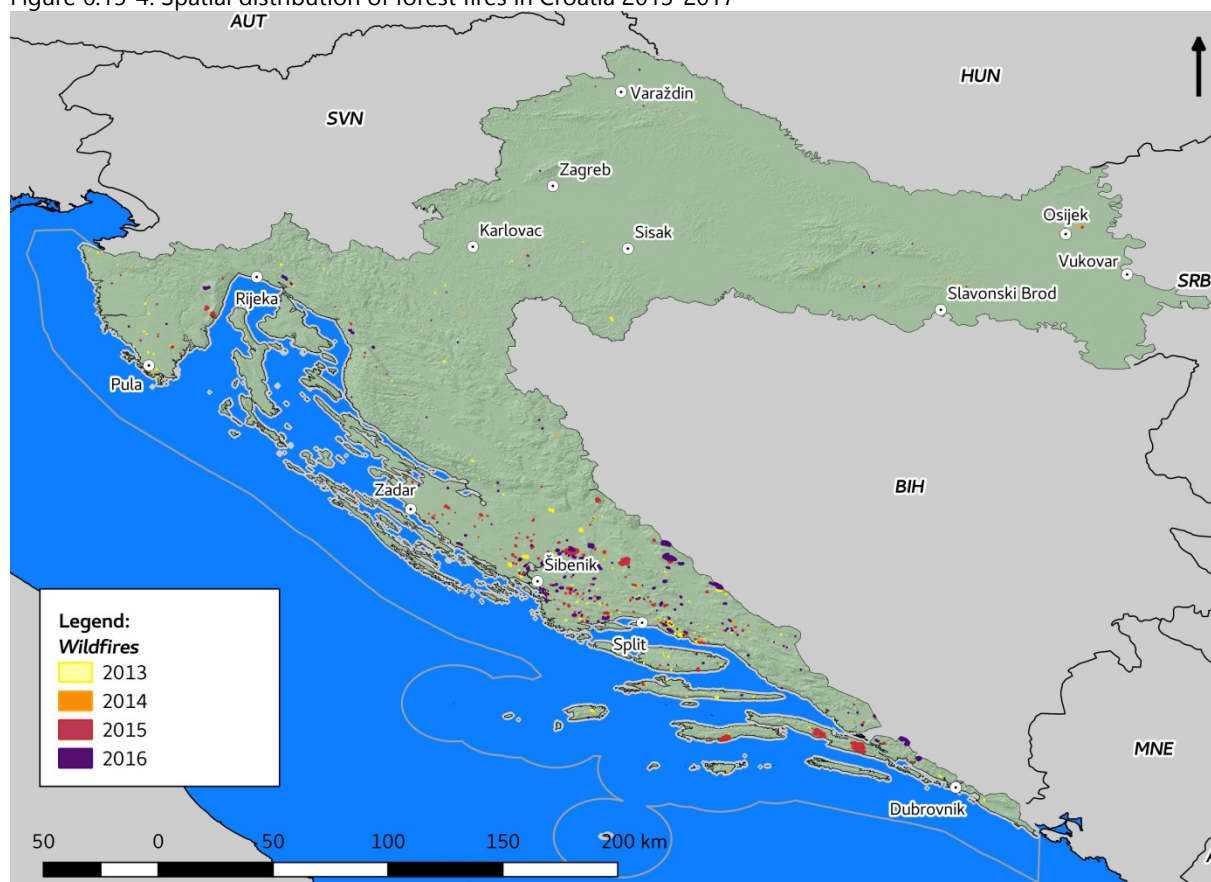 Figure 6.15-4: Spatial distribution of forest fires in Croatia 2013-2017
AUT
HUN
Varaždin
SVN
Zagreb
Karlovac
Sisak
Osijek
Vukovar
SRB
Rijeka
Slavonski Brod
Pula
BIH
Zadar
Šibenik
Split
Legend:
Wildfires
2013
2014
2015
2016
MNE
Dubrovnik
50 0 50 100 150 200 km